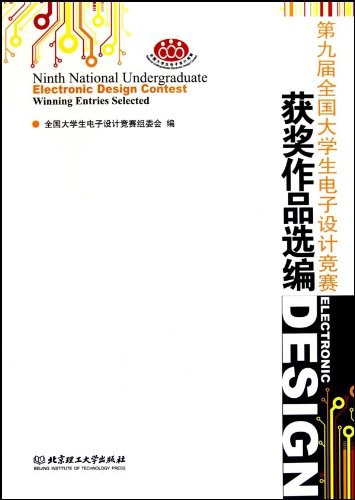 Ninth National Undergraduate
Electronic Design Contest
Winning Entries Selected
全国大学生电子设计竞赛组委会 编
第九届全国大学生电子设计竞赛
获奖作品选编
ELECTRONIC
DESIGN
北京理工大学出版社
BEIJING INSTITUTE OF TECHNOLOGY PRESS